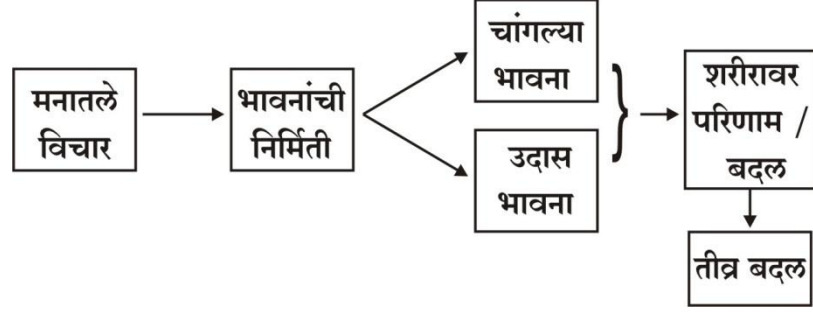 मनातले
विचार
भावनांची
निर्मिती
चांगल्या
भावना
उदास
भावना
शरीरावर
परिणाम /
बदल
तीव्र बदल